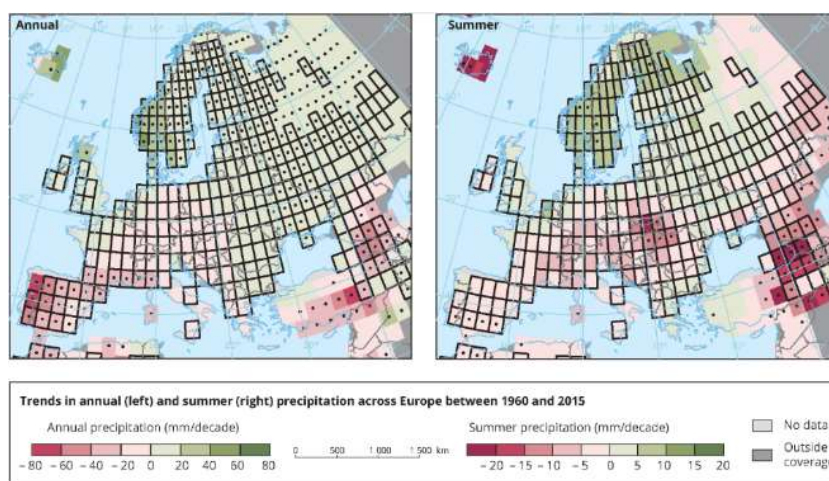 Annual
Summer
Trends in annual (left) and summer (right) precipitation across Europe between 1960 and 2015
Annual precipitation (mm/decade)
− 80 − 60 − 40 − 20 0 20 40 60 80
0 500 1 000 1 500 km
Summer precipitation (mm/decade)
− 20 − 15 − 10 − 5 0 5 10 15 20
No data
Outside
coverage